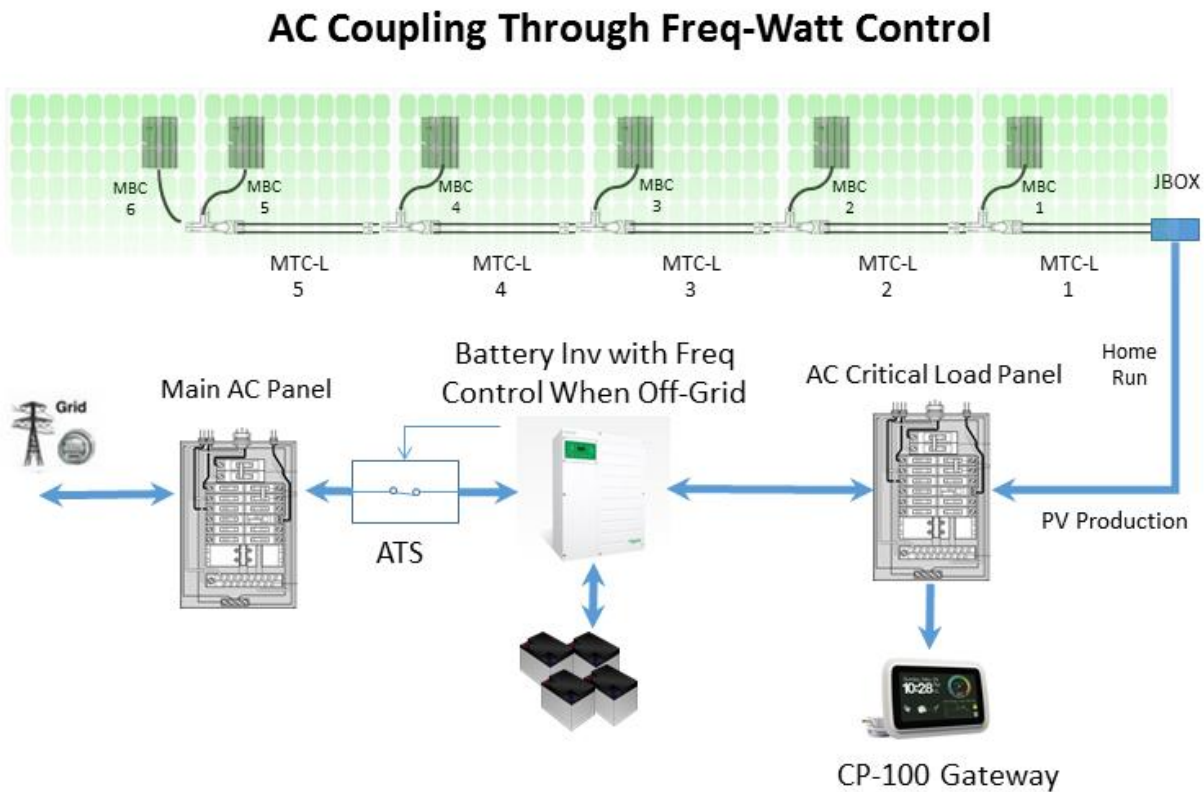 AC Coupling Through Freq-Watt Control
MBC
6
MBC
5
MBC
4
MBC
3
MBC
2
MBC
1
JBOX
MTC-L
5
MTC-L
4
MTC-L
3
MTC-L
2
MTC-L
1
Home
Run
Battery Inv with Freq
Control When Off-Grid
Main AC Panel
AC Critical Load Panel
Grid
PV Production
ATS
10:28
CP-100 Gateway